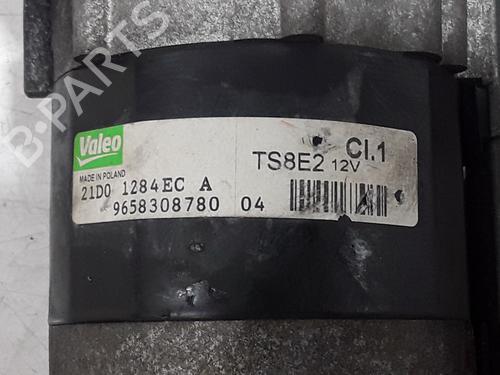 B-PARTS
Valeo
MADE IN POLAND
21D0 1284EC A
9658308780 04
TS8E2 12V
Cl.1